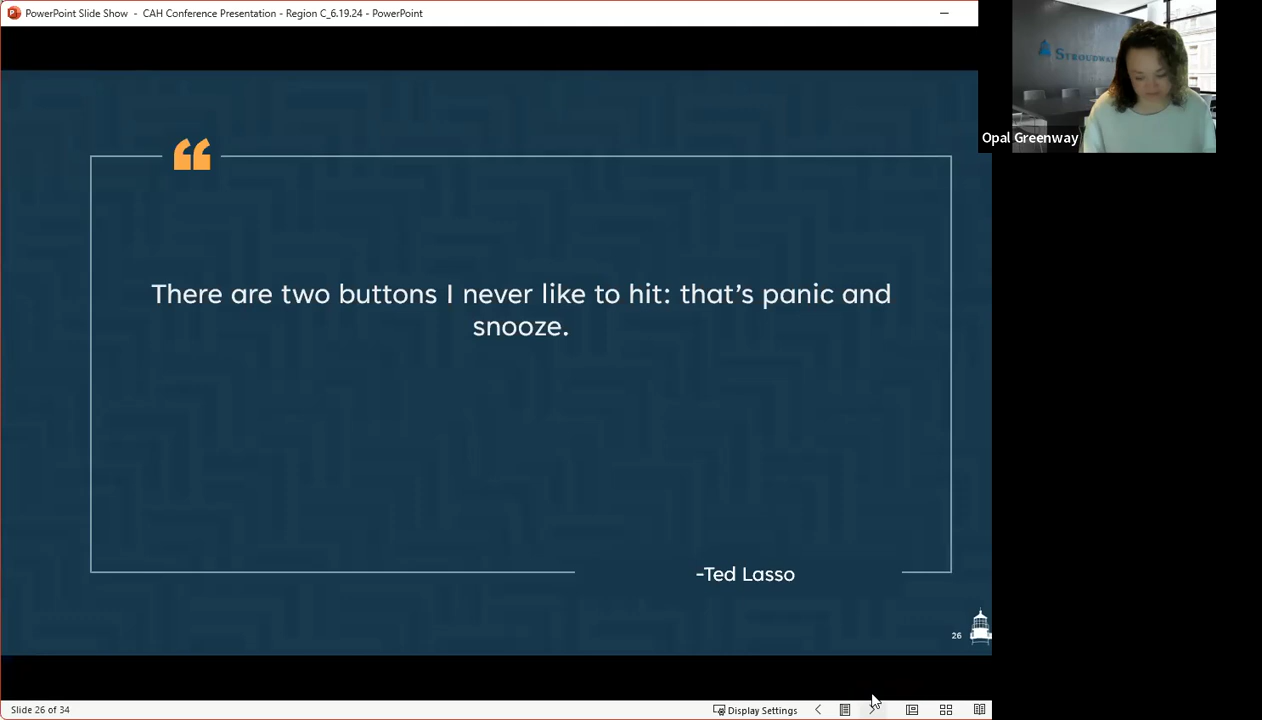 PowerPoint Slide Show - CAH Conference Presentation - Region C_6.19.24 - PowerPoint
Opal Greenway
There are two buttons I never like to hit: that’s panic and
snooze.
-Ted Lasso
26
Slide 26 of 34
Display Settings